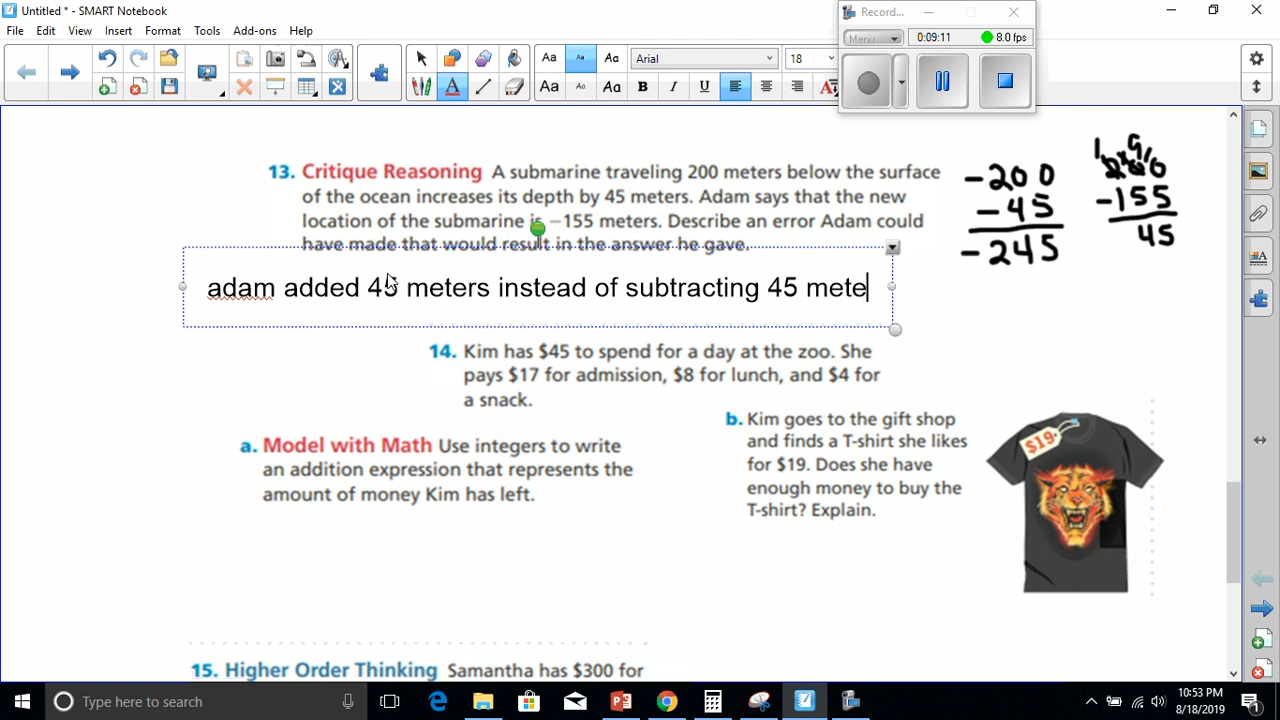 Untitled * - SMART Notebook
File Edit View Insert Format Tools Add-ons Help
Record...
Menu
0:09:11 8.0 fps
Aa Aa Aa Arial 18
Aa Aa Aa B I U
13. Critique Reasoning A submarine traveling 200 meters below the surface
of the ocean increases its depth by 45 meters. Adam says that the new
location of the submarine is −155 meters. Describe an error Adam could
have made that would result in the answer he gave.
-200
-45
-245
-155
45
adam added 45 meters instead of subtracting 45 mete
14. Kim has $45 to spend for a day at the zoo. She
pays $17 for admission, $8 for lunch, and $4 for
a snack.
a. Model with Math Use integers to write
an addition expression that represents the
amount of money Kim has left.
b. Kim goes to the gift shop
and finds a T-shirt she likes
for $19. Does she have
enough money to buy the
T-shirt? Explain.
$19
15. Higher Order Thinking Samantha has $300 for
Type here to search
10:53 PM
8/18/2019